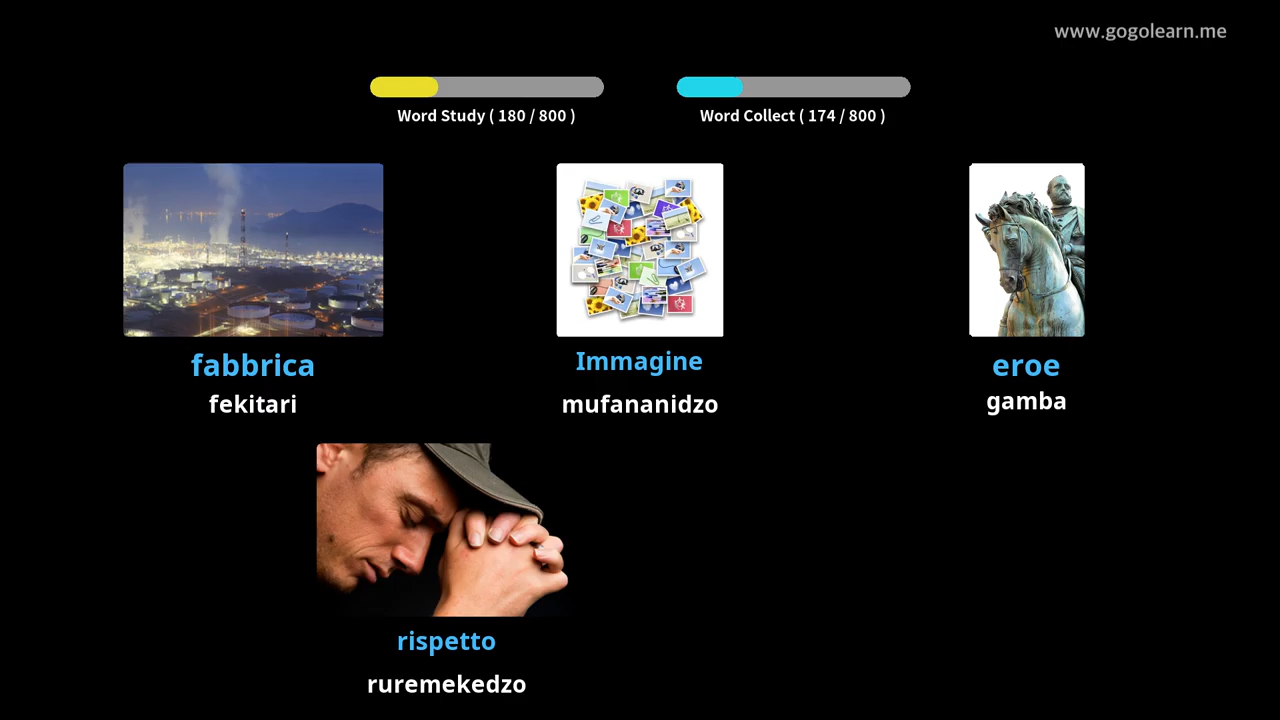 www.gogolearn.me
Word Study ( 180 / 800 )
Word Collect ( 174 / 800 )
fabbrica
fekitari
Immagine
mufananidzo
eroe
gamba
rispetto
ruremekedzo